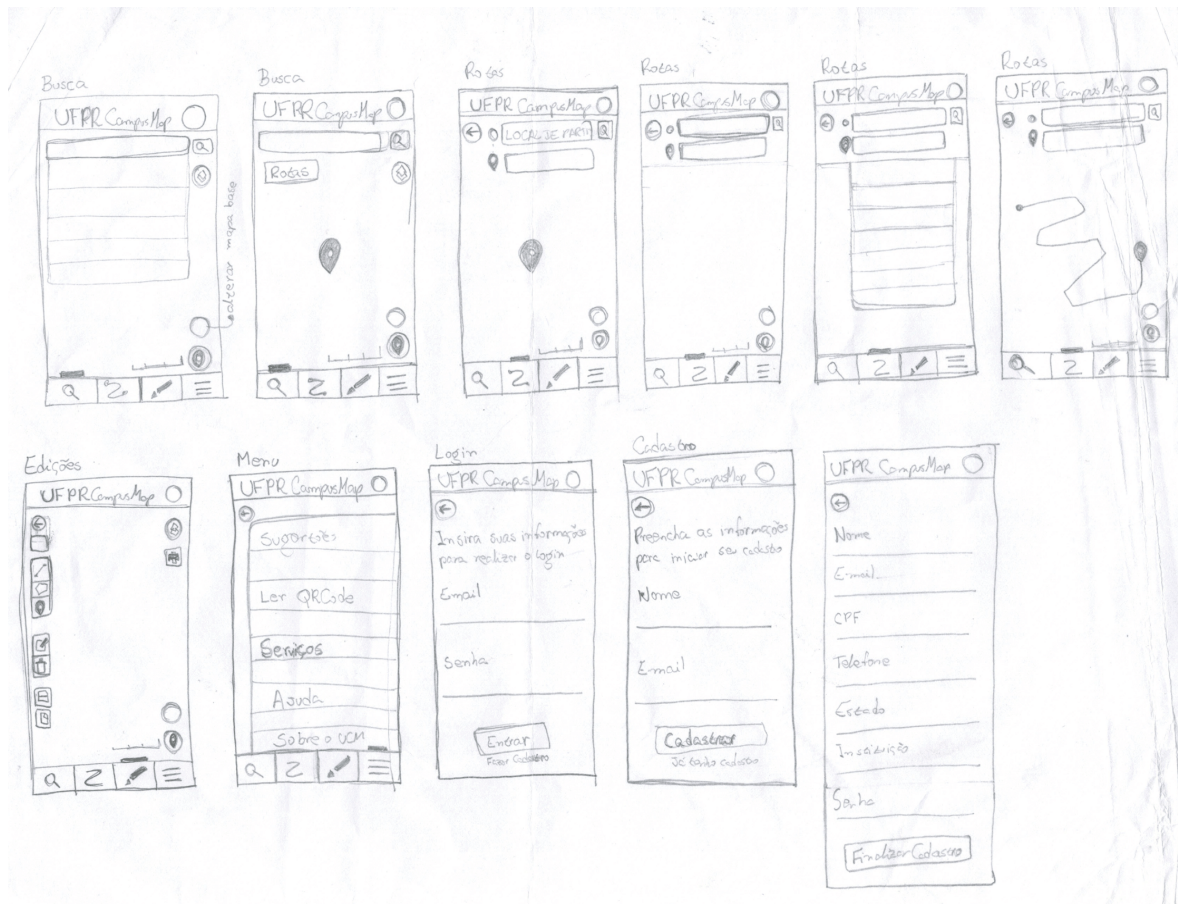 Busca
UFPR CampusMap
alterar mapa base
Busca
UFPR CampusMap
Rotas
Rotas
UFPR CampusMap
LOCAL DE PARTI
Rotas
UFPR CampusMap
Rotas
UFPR CampusMap
Rotas
UFPR CampusMap
Edições
UFPR CampusMap
Menu
UFPR CampusMap
Sugestões
Ler QRCode
Serviços
Ajuda
Sobre o UCM
Login
UFPR CampusMap
Insira suas informações
para realizar o login
Email
Senha
Entrar
Fazer Cadastro
Cadastro
UFPR CampusMap
Preencha as informações
para iniciar seu cadastro
Nome
E-mail
Cadastrar
Já tenho cadastro
UFPR CampusMap
Nome
E-mail
CPF
Telefone
Estado
Instituição
Senha
Finalizar Cadastro